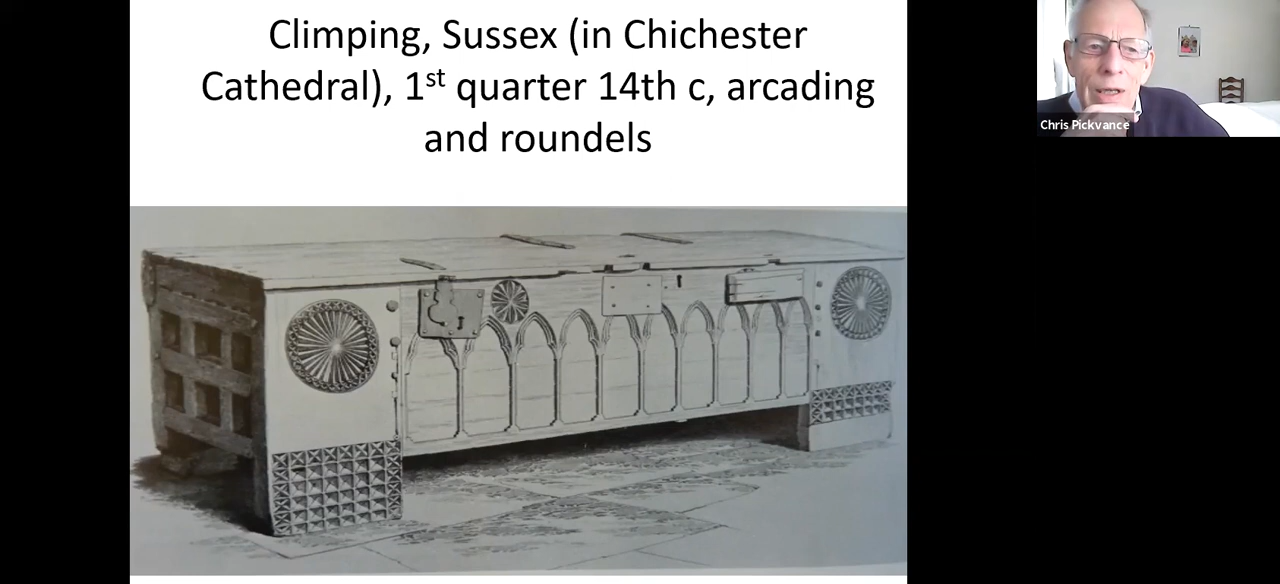 Climping, Sussex (in Chichester
Cathedral), 1st quarter 14th c, arcading
and roundels
Chris Pickvance